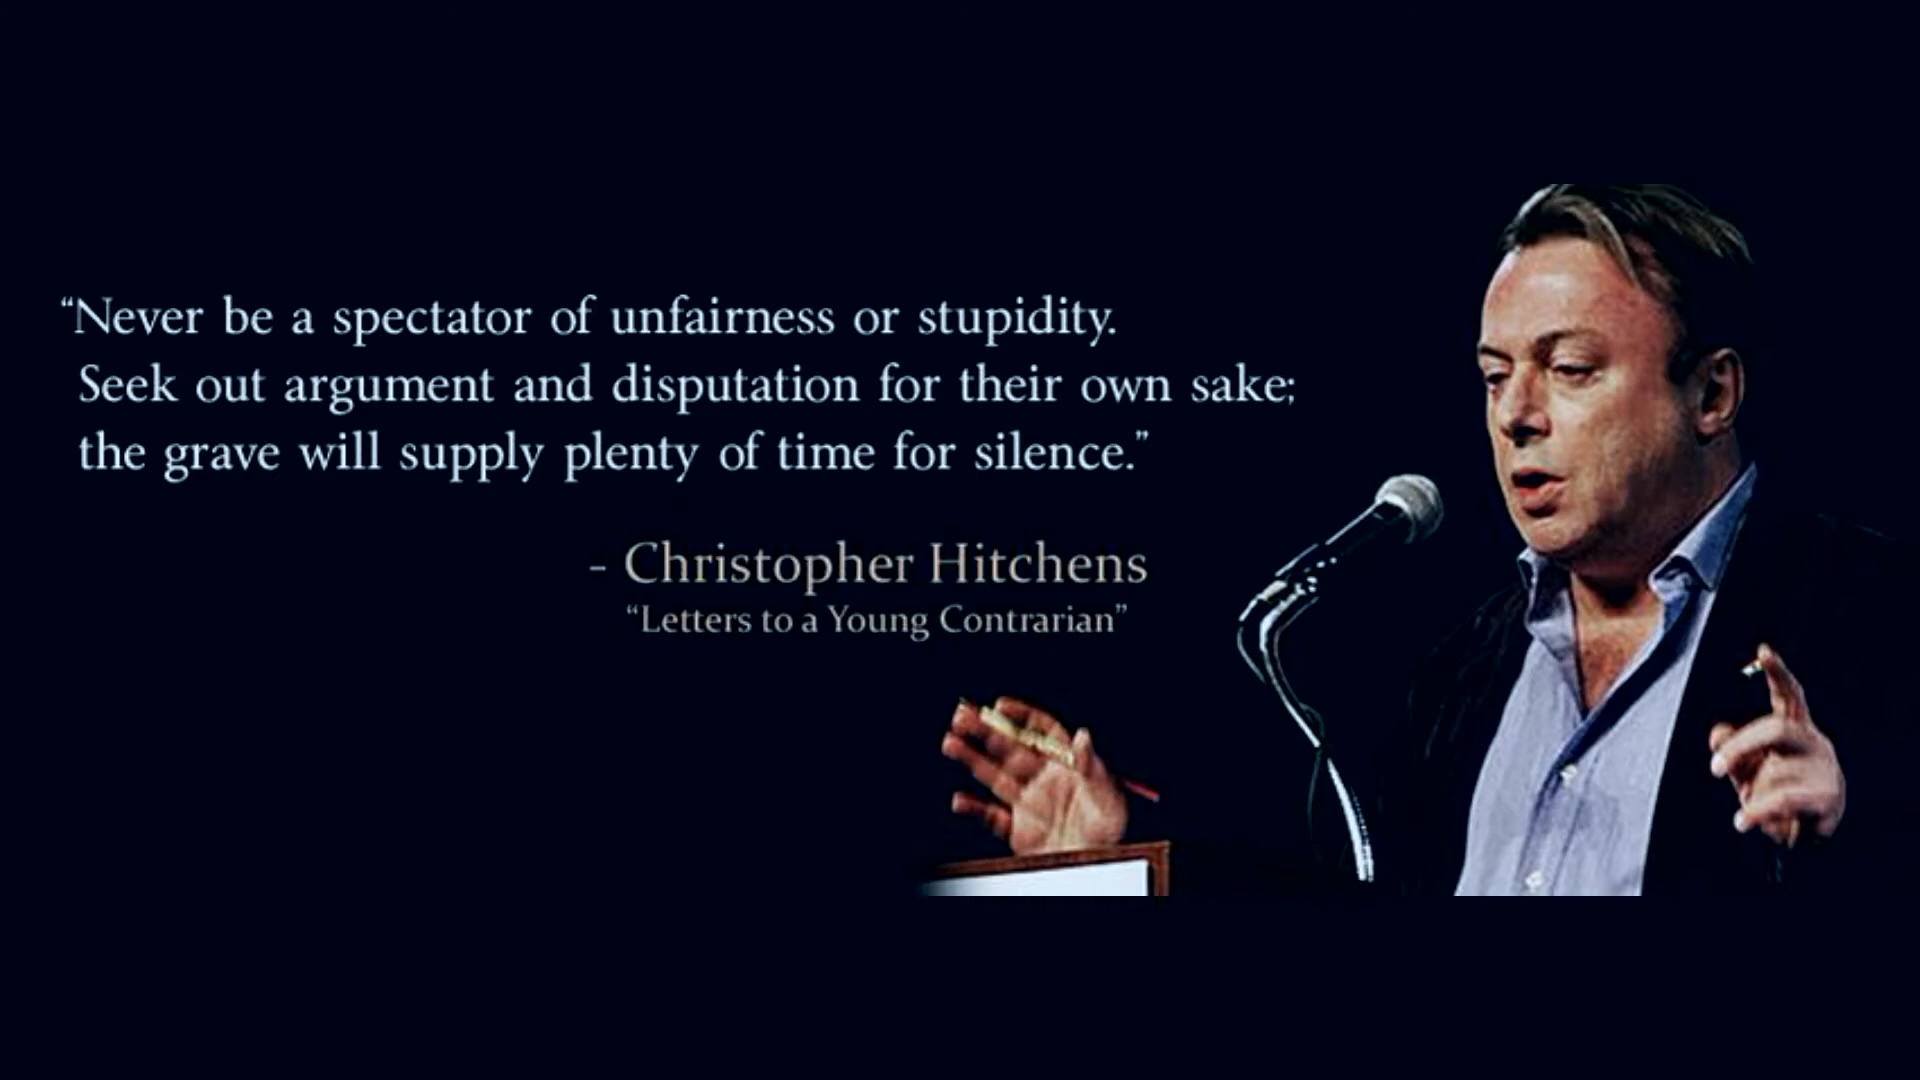 “Never be a spectator of unfairness or stupidity.
Seek out argument and disputation for their own sake;
the grave will supply plenty of time for silence.”
- Christopher Hitchens
“Letters to a Young Contrarian”